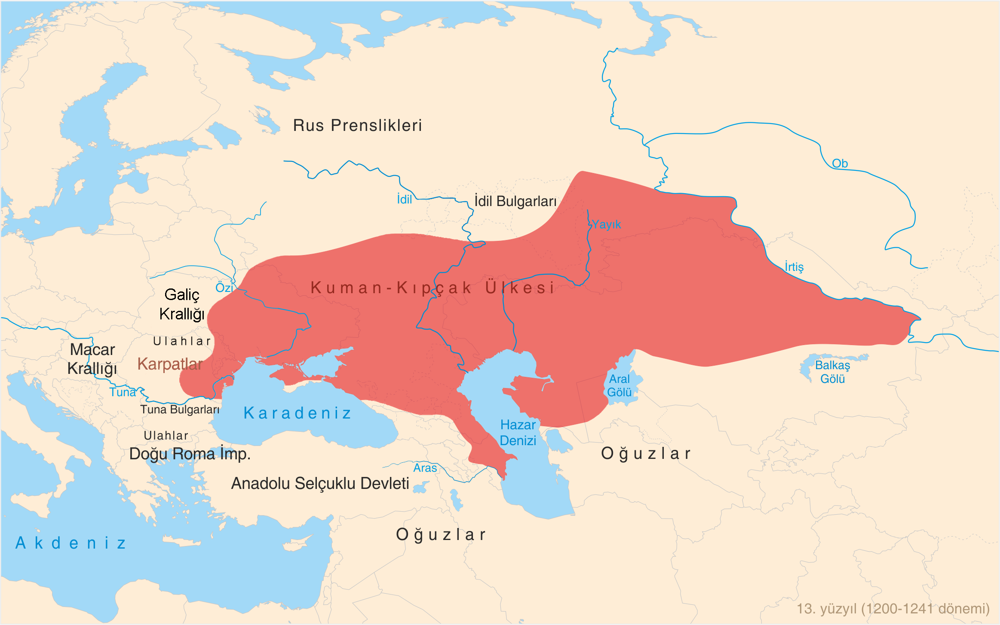 Rus Prenslikleri
Ob
İdil
İdil Bulgarları
Yayık
İrtiş
Özi
Kuman-Kıpçak Ülkesi
Galiç
Krallığı
Ulahlar
Macar
Krallığı
Karpatlar
Balkaş
Gölü
Aral
Gölü
Tuna
Tuna Bulgarları
Karadeniz
Hazar
Denizi
Ulahlar
Doğu Roma İmp.
Oğuzlar
Aras
Anadolu Selçuklu Devleti
Oğuzlar
Akdeniz
13. yüzyıl (1200-1241 dönemi)